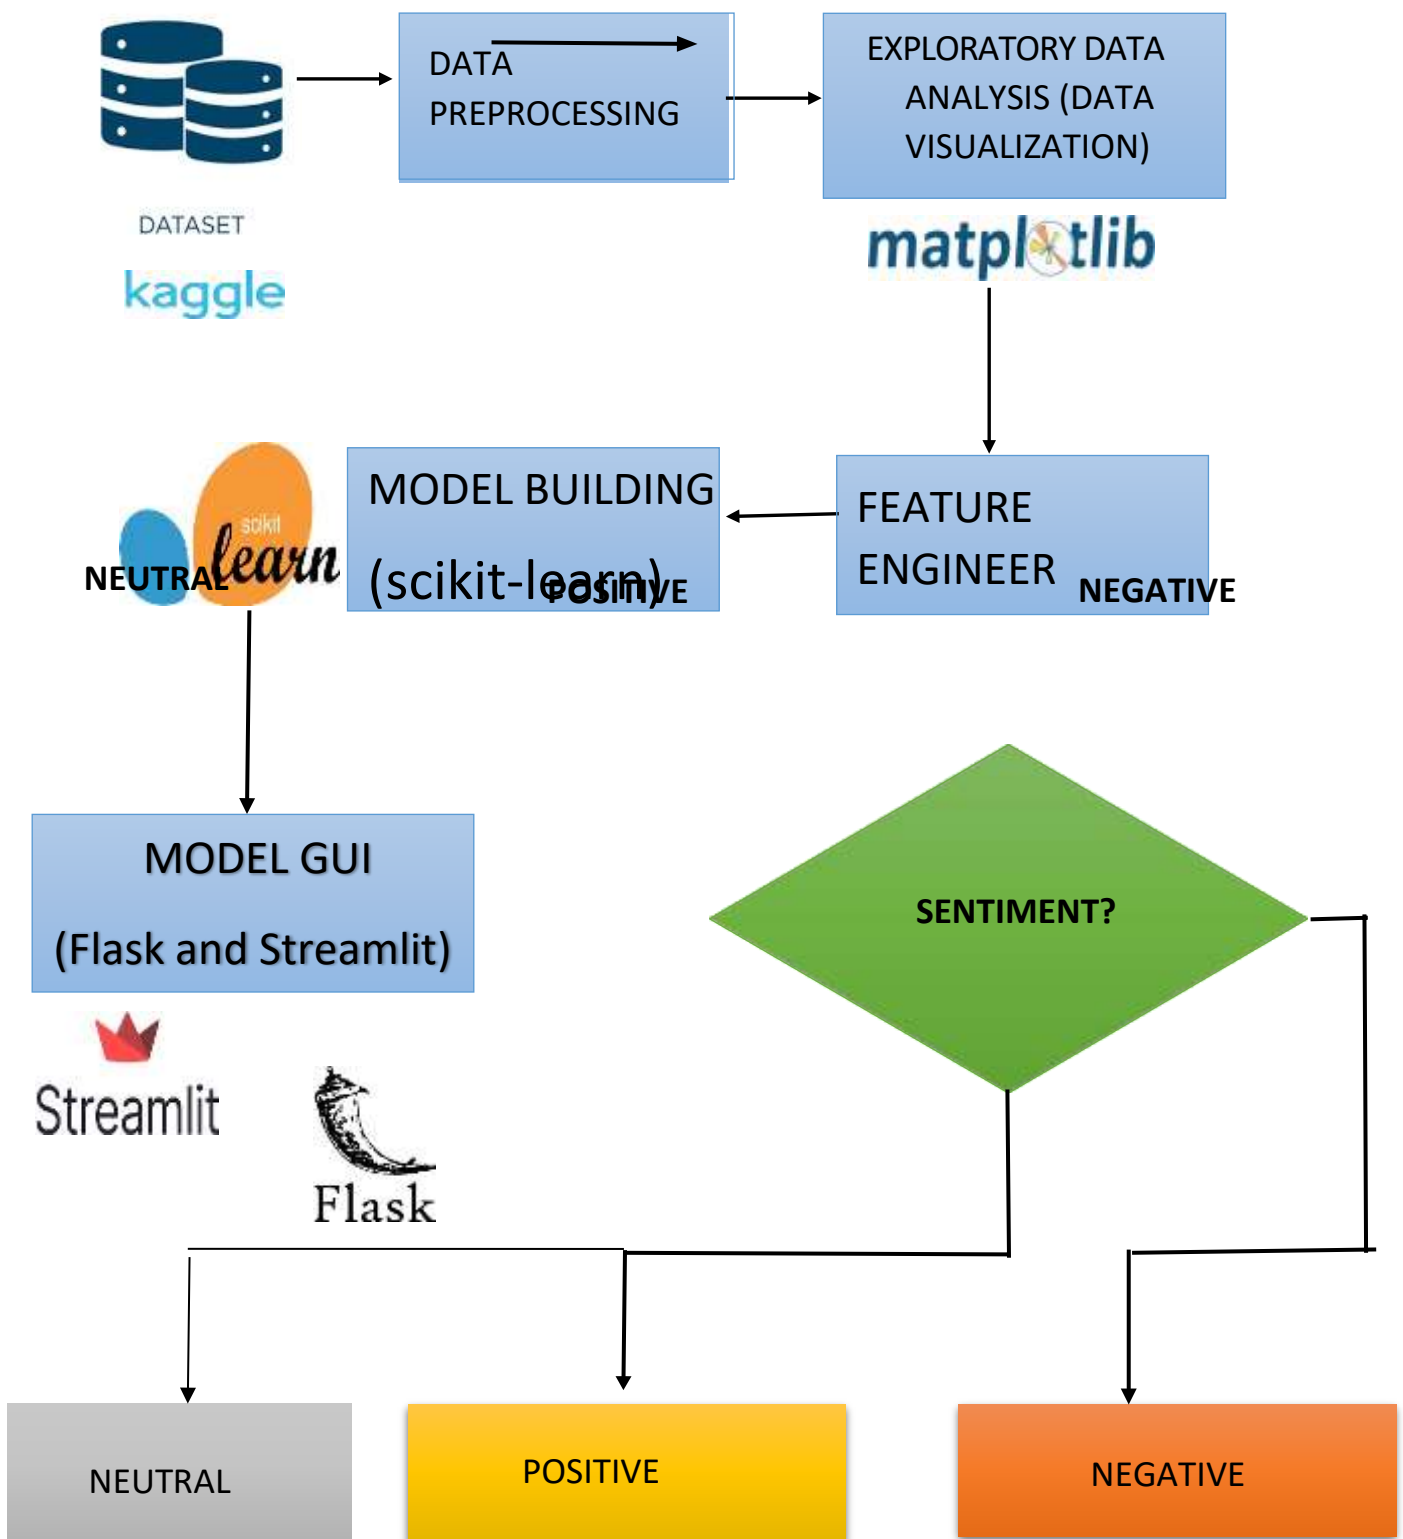 DATA
PREPROCESSING
EXPLORATORY DATA
ANALYSIS (DATA
VISUALIZATION)
DATASET
kaggle
matplotlib
scikit
learn
NEUTRAL
MODEL BUILDING
(scikit-learn)
POSITIVE
FEATURE
ENGINEER
NEGATIVE
MODEL GUI
(Flask and Streamlit)
SENTIMENT?
Streamlit
Flask
NEUTRAL
POSITIVE
NEGATIVE